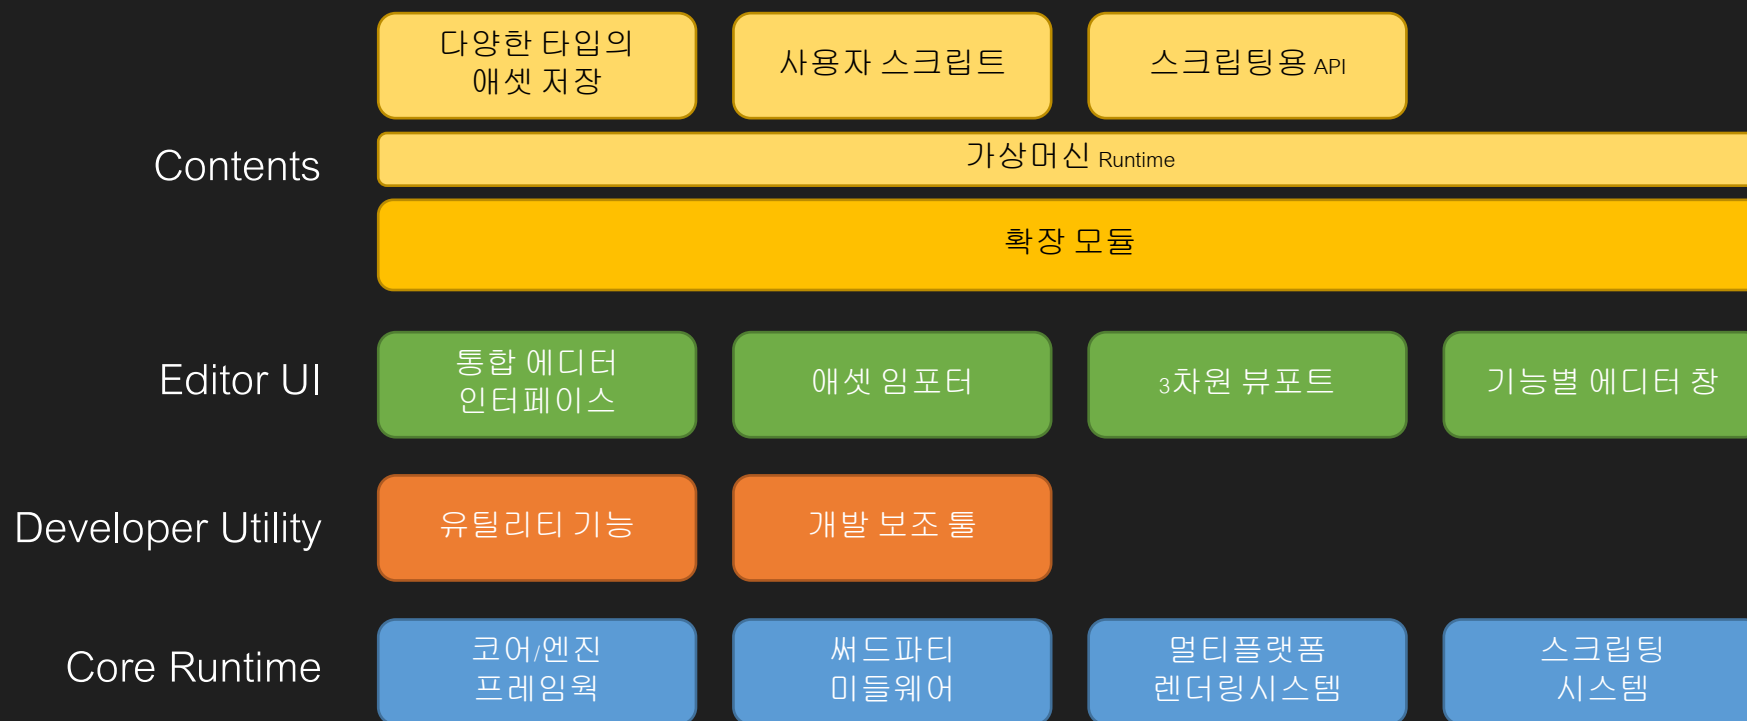 다양한 타입의
애셋 저장
사용자 스크립트
스크립팅용 API
Contents
가상머신 Runtime
확장 모듈
Editor UI
통합 에디터
인터페이스
애셋 임포터
3차원 뷰포트
기능별 에디터 창
Developer Utility
유틸리티 기능
개발 보조 툴
Core Runtime
코어/엔진
프레임웍
써드파티
미들웨어
멀티플랫폼
렌더링시스템
스크립팅
시스템